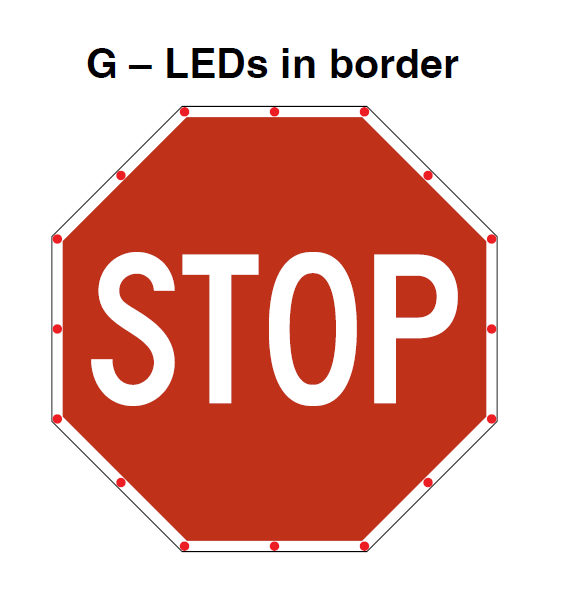 G – LEDs in border
STOP